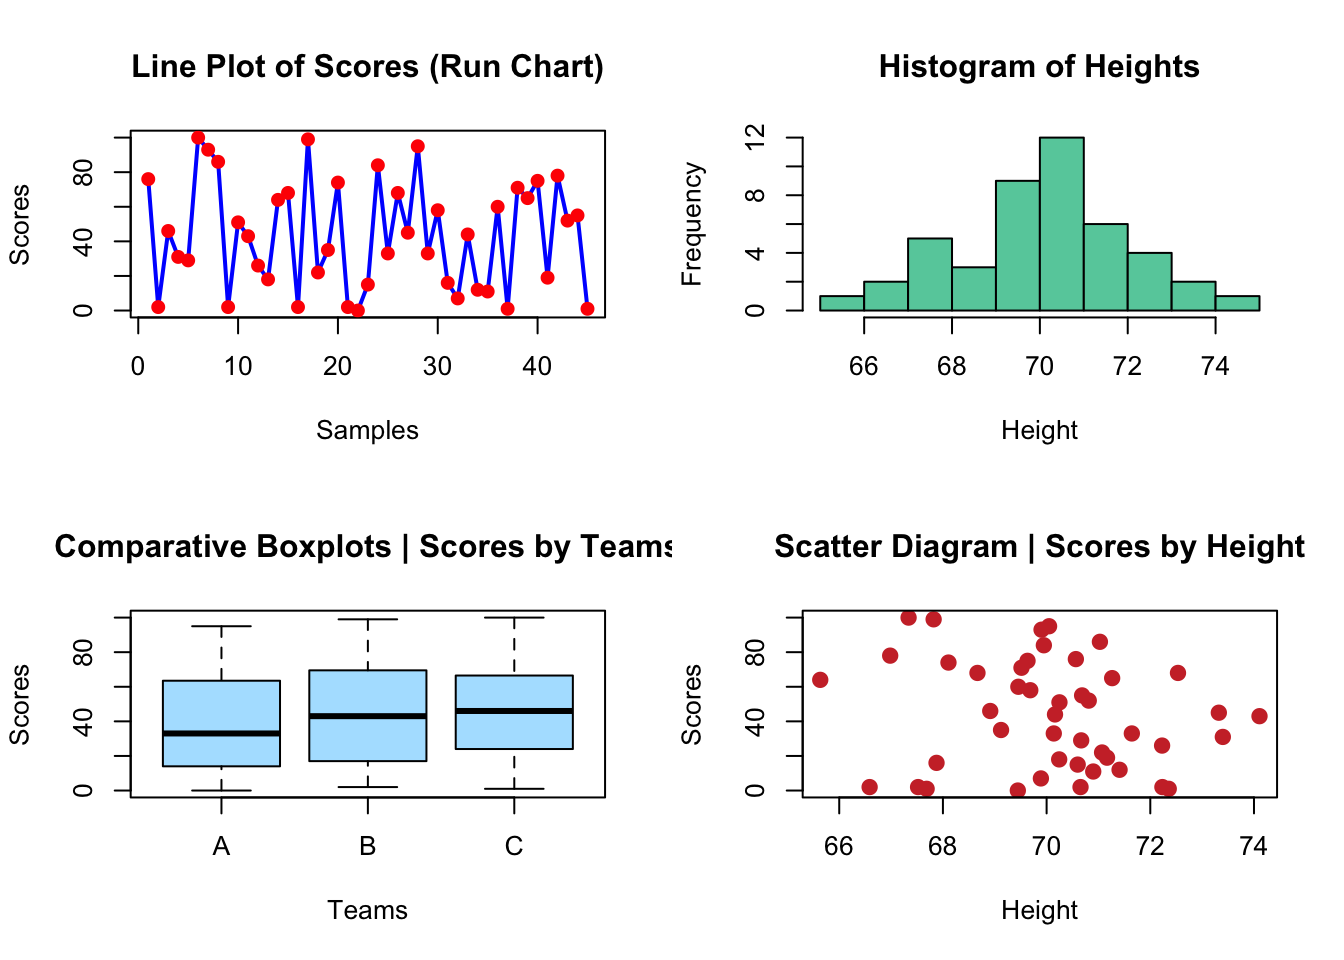 Line Plot of Scores (Run Chart)
Scores
0 40 80
0 10 20 30 40
Samples
Histogram of Heights
Frequency
0 4 8 12
66 68 70 72 74
Height
Comparative Boxplots | Scores by Teams
Scores
0 40 80
A B C
Teams
Scatter Diagram | Scores by Height
Scores
0 40 80
66 68 70 72 74
Height